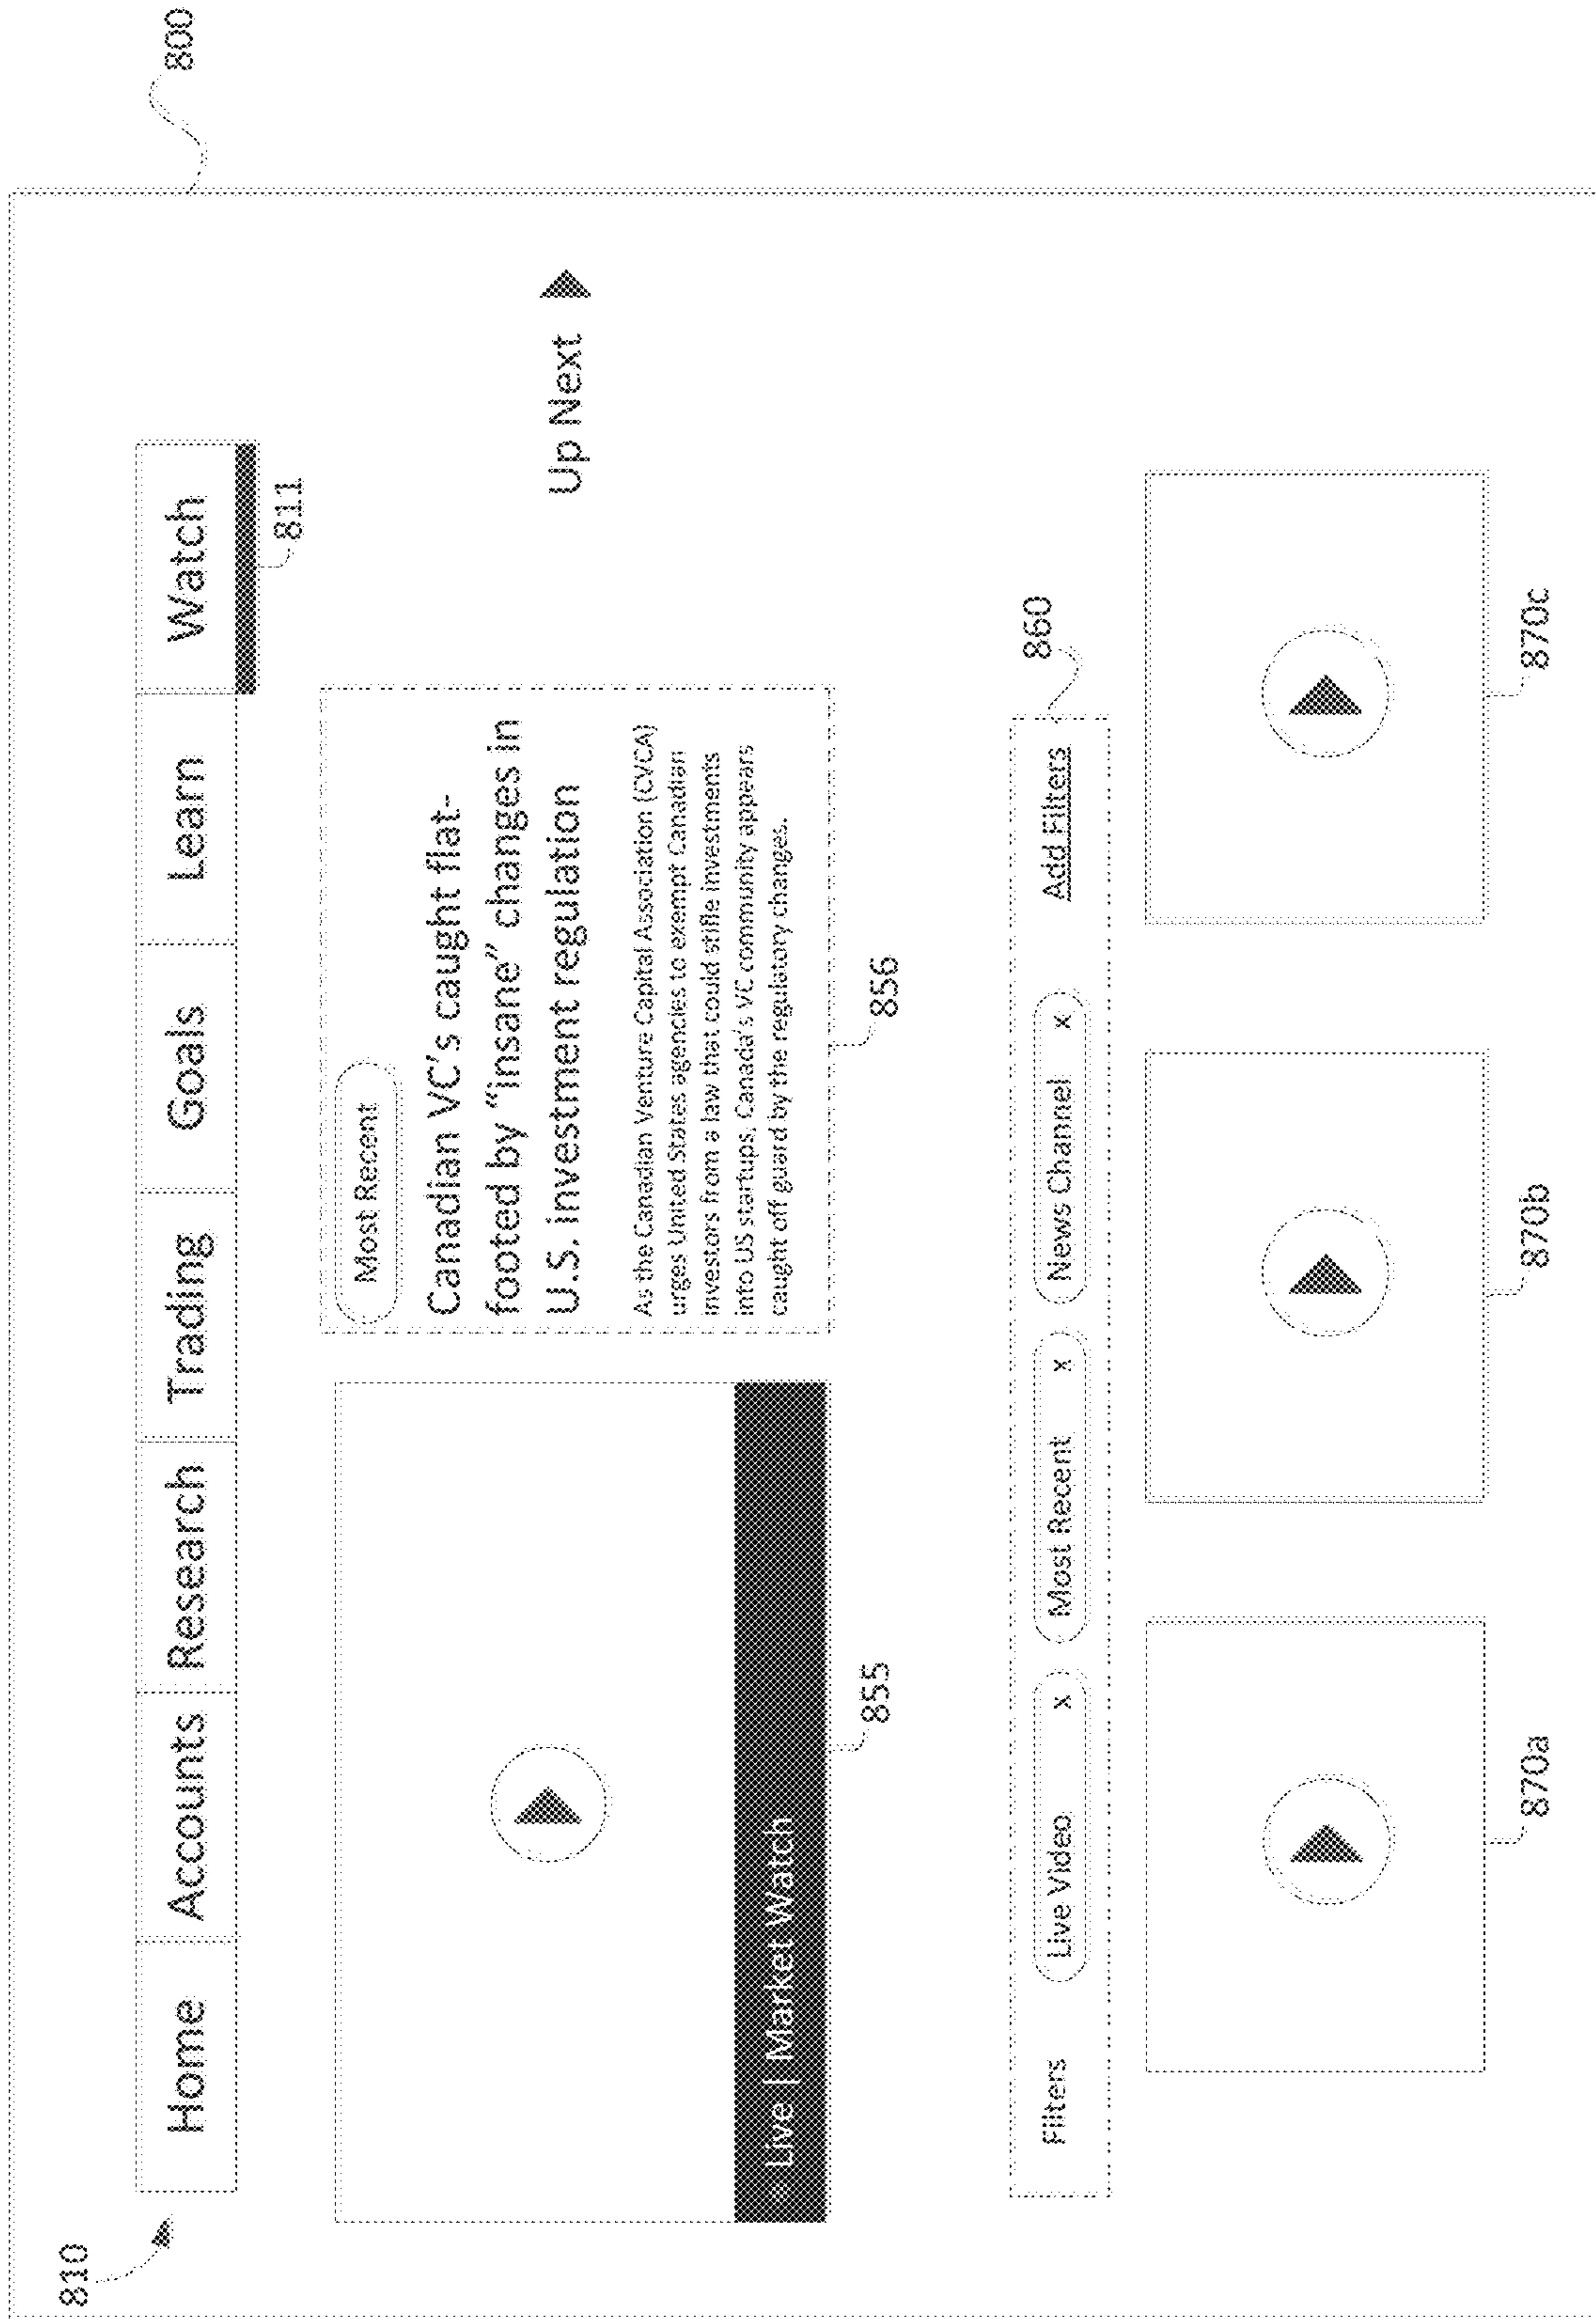 800
810
Home Accounts Research Trading Goals Learn Watch
811
Most Recent
Canadian VC's caught flat-
footed by "insane" changes in
U.S. investment regulation
As the Canadian Venture Capital Association (CVCA)
urges United States agencies to exempt Canadian
investors from a law that could stifle investments
into US startups, Canada's VC community appears
caught off guard by the regulatory changes.
Up Next
Live | Market Watch
855
856
860
Filters Live Video x Most Recent x News Channel x Add Filters
870a
870b
870c